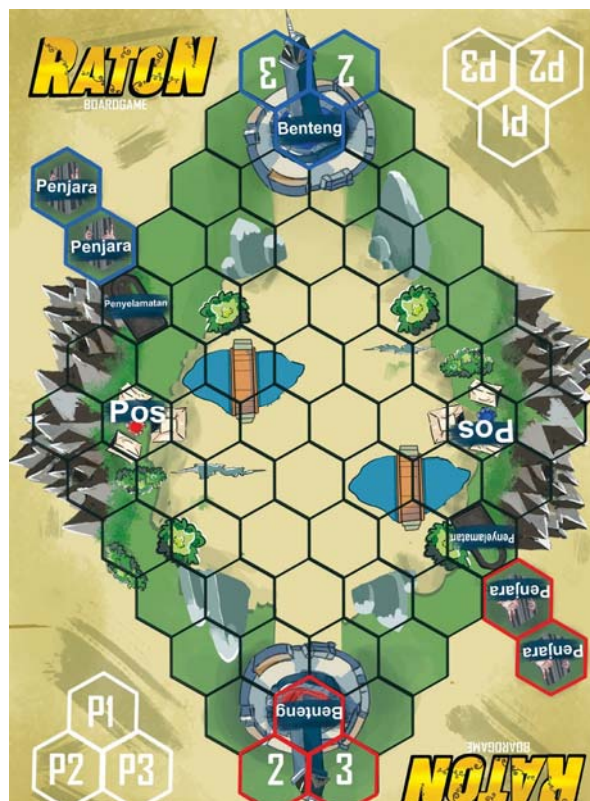 RATON
BOARDGAME
3
2
P3
P2
P1
Benteng
Penjara
Penjara
Penyelamatan
Pos
Pos
Penyelamatan
Penjara
Penjara
Benteng
2
3
P1
P2
P3
BOARDGAME
RATON